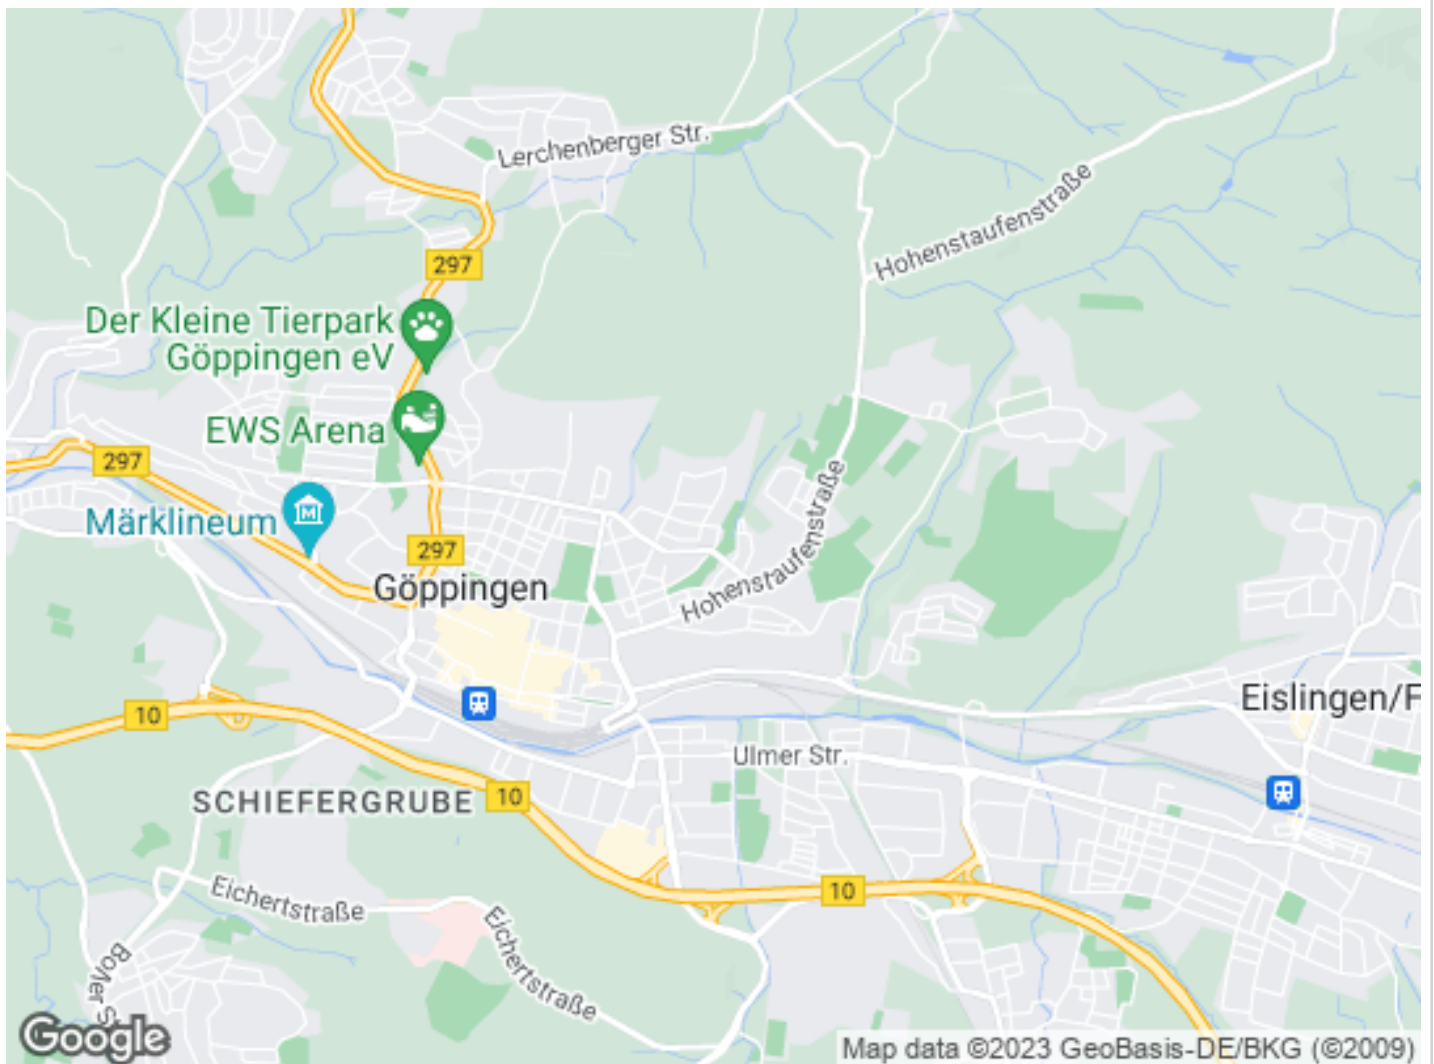 Lerchenberger Str.
Hohenstaufenstraße
297
Der Kleine Tierpark
Göppingen eV
EWS Arena
297
Märklineum
297
Göppingen
Hohenstaufenstraße
10
Eislingen/F
Ulmer Str.
SCHIEFERGRUBE
10
Eichertstraße
10
Eichertstraße
Boller S
Google
Map data ©2023 GeoBasis-DE/BKG (©2009)